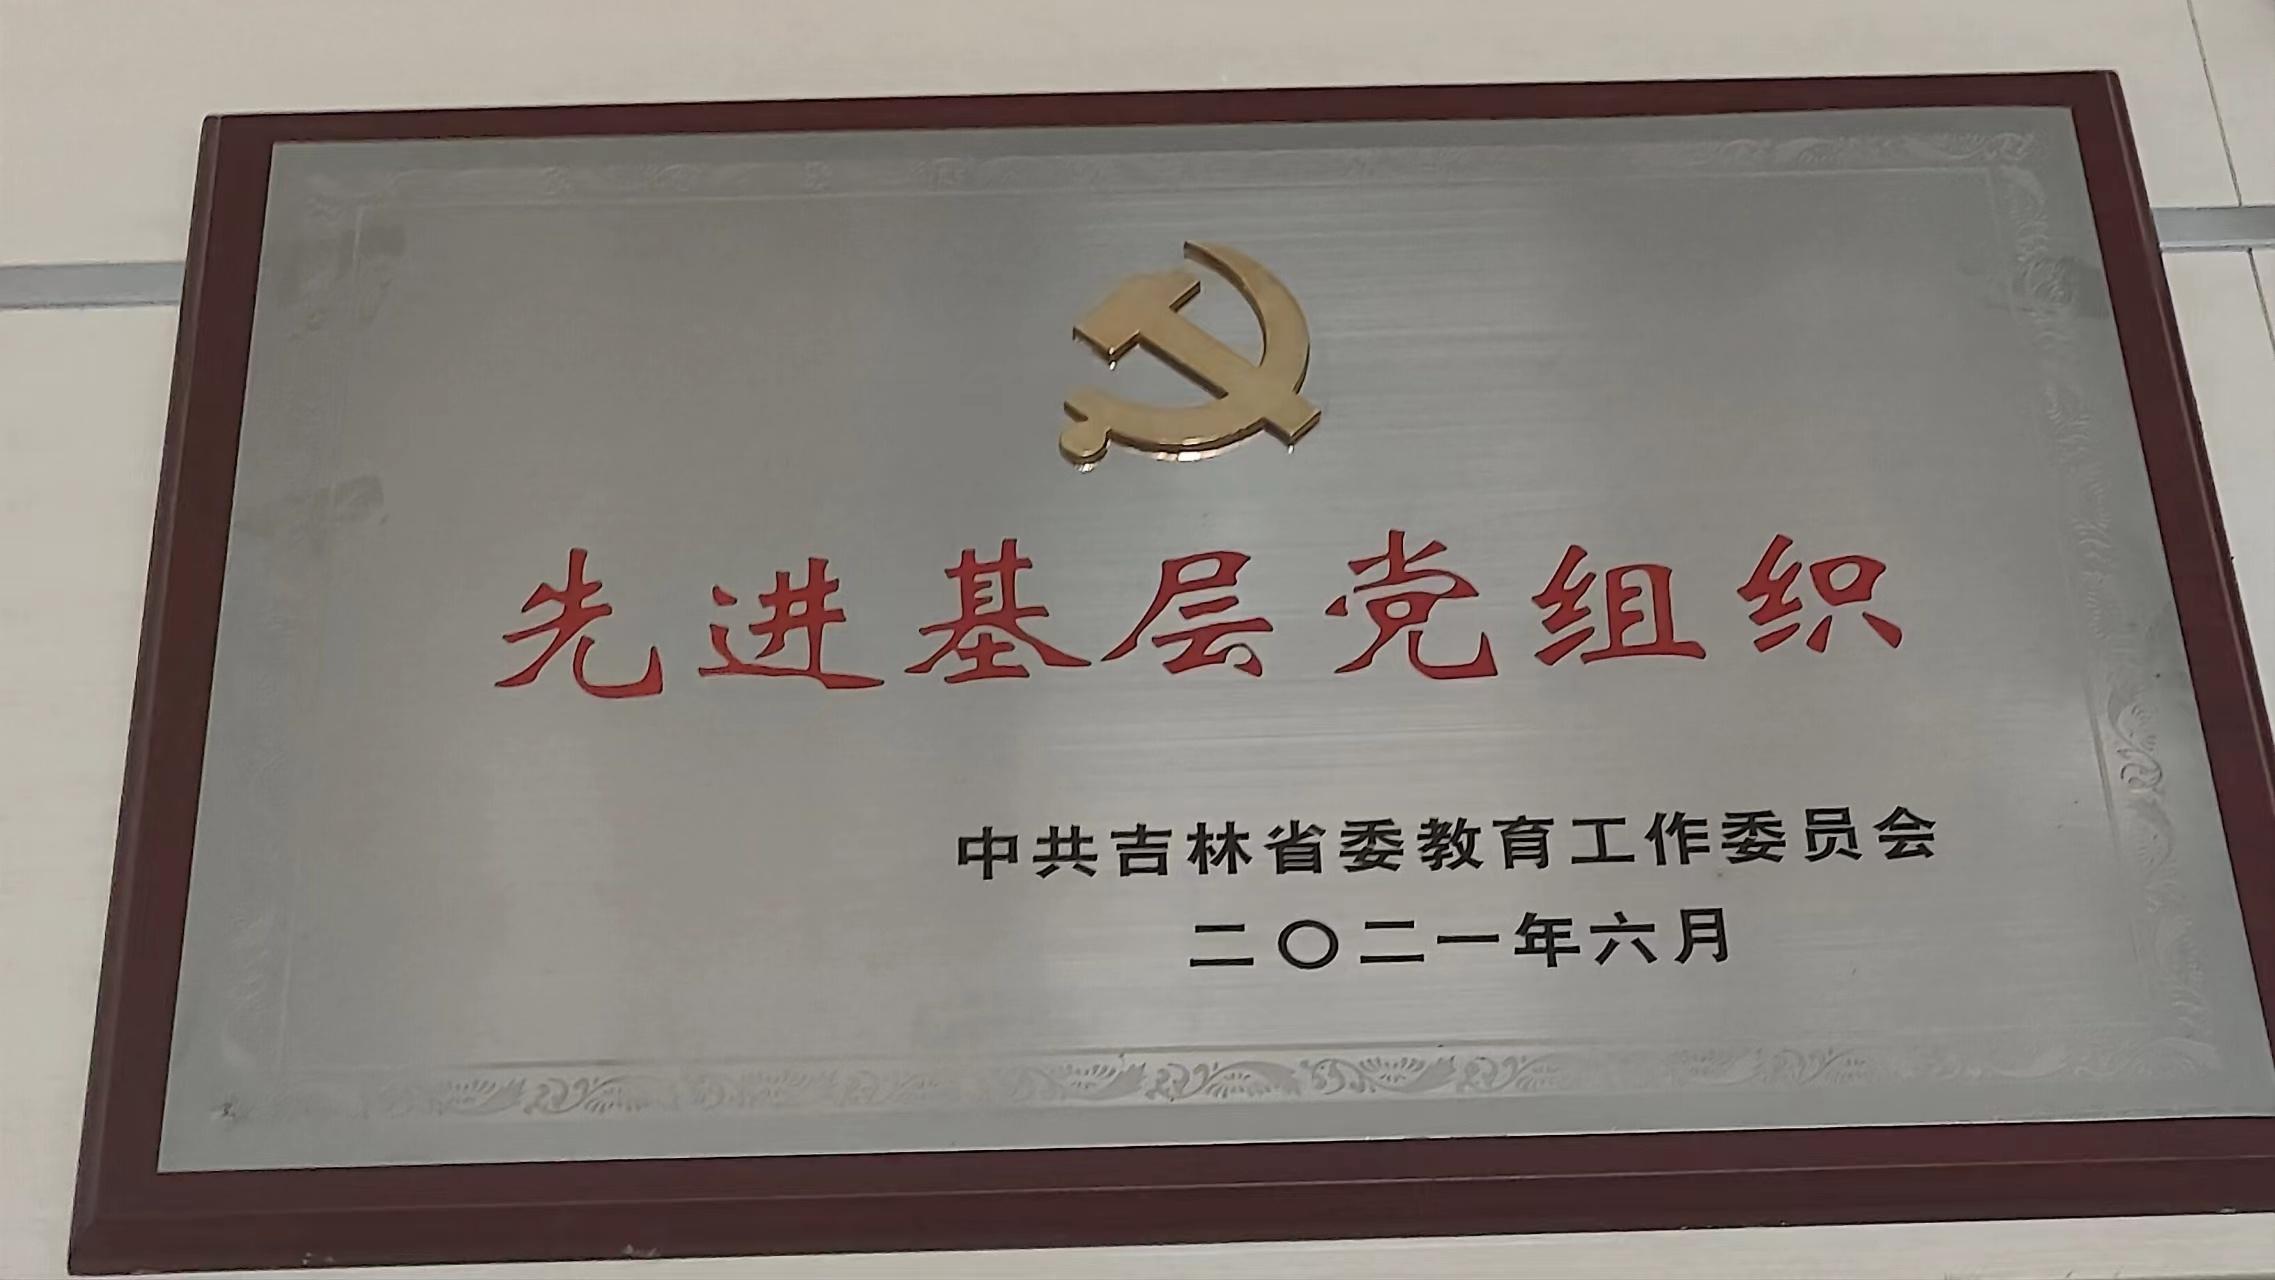 先进基层党组织
中共吉林省委教育工作委员会
二〇二一年六月